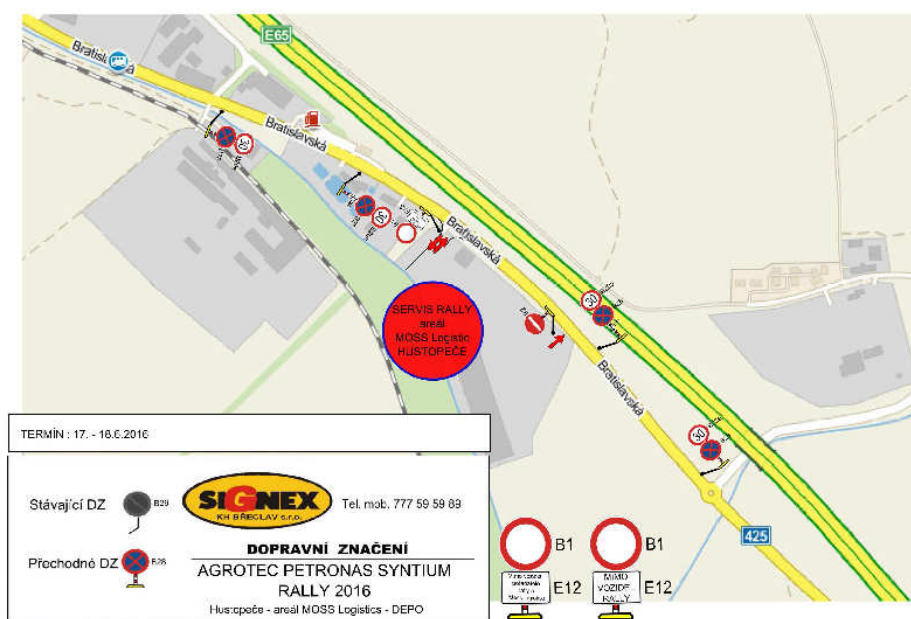 E65
Bratislavská
Bratislavská
30
30
Bratislavská
30
SERVIS RALLY
areál
MOSS Logistic
HUSTOPEČE
Bratislavská
30
425
TERMÍN : 17. - 18.6.2016
Stávající DZ
B29
SIGNEX
KH BŘECLAV s.r.o.
Tel. mob. 777 59 59 89
Přechodné DZ
B28
DOPRAVNÍ ZNAČENÍ
AGROTEC PETRONAS SYNTIUM
RALLY 2016
Hustopeče - areál MOSS Logistics - DEPO
B1
B1
E12
MIMO
VOZIDEL
RALLY
E12